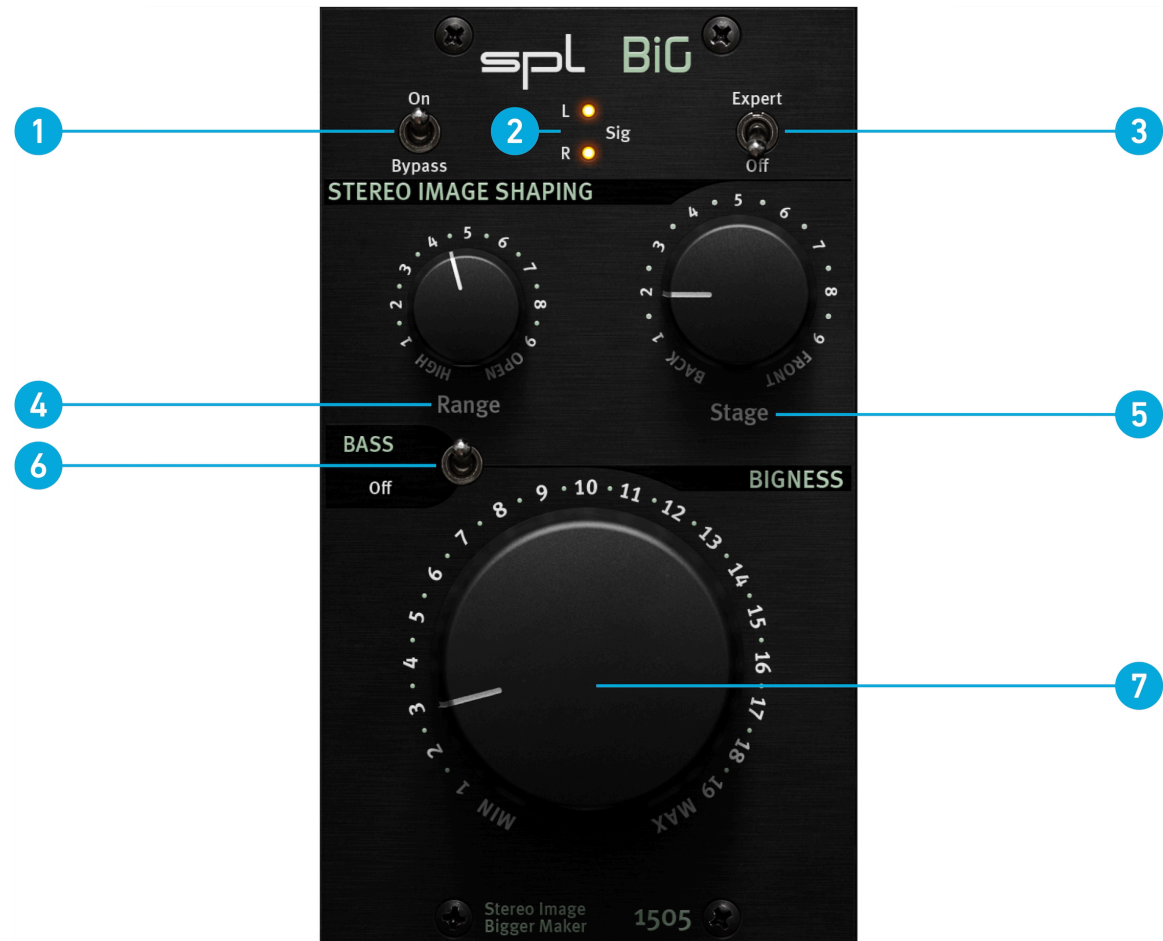 spl BiG
On
L
1
2
Sig
Expert
3
Bypass
R
Off
STEREO IMAGE SHAPING
1 2 3 4 5 6 7 8 9
HIGH OPEN
1 2 3 4 5 6 7 8 9
BACK FRONT
4
Range
Stage
5
BASS
6
Off
BIGNESS
MIN 1 2 3 4 5 6 7 8 9 10 11 12 13 14 15 16 17 18 19 MAX
7
Stereo Image
Bigger Maker
1505